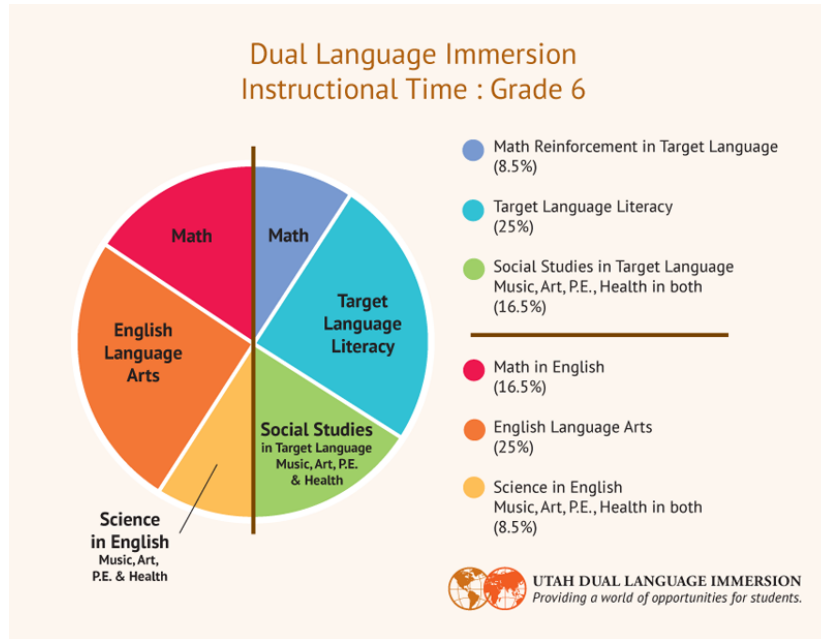 Dual Language Immersion
Instructional Time : Grade 6
Math
Math
Target
Language
Literacy
English
Language
Arts
Social Studies
in Target Language
Music, Art, P.E.
& Health
Science
in English
Music, Art,
P.E. & Health
Math Reinforcement in Target Language
(8.5%)
Target Language Literacy
(25%)
Social Studies in Target Language
Music, Art, P.E., Health in both
(16.5%)
Math in English
(16.5%)
English Language Arts
(25%)
Science in English
Music, Art, P.E., Health in both
(8.5%)
UTAH DUAL LANGUAGE IMMERSION
Providing a world of opportunities for students.